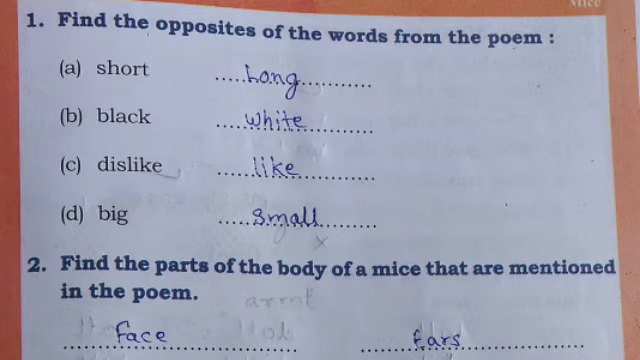 Mice
1. Find the opposites of the words from the poem :
(a) short .....Long............
(b) black .....white............
(c) dislike .....like............
(d) big .....small.........
2. Find the parts of the body of a mice that are mentioned
in the poem.
face Ears